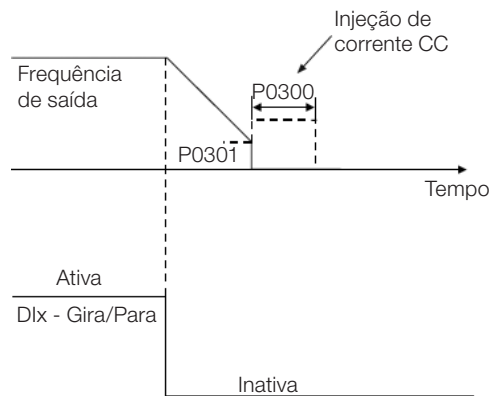 Injeção de
corrente CC
Frequência
de saída
P0300
P0301
Tempo
Ativa
DIx - Gira/Para
Inativa